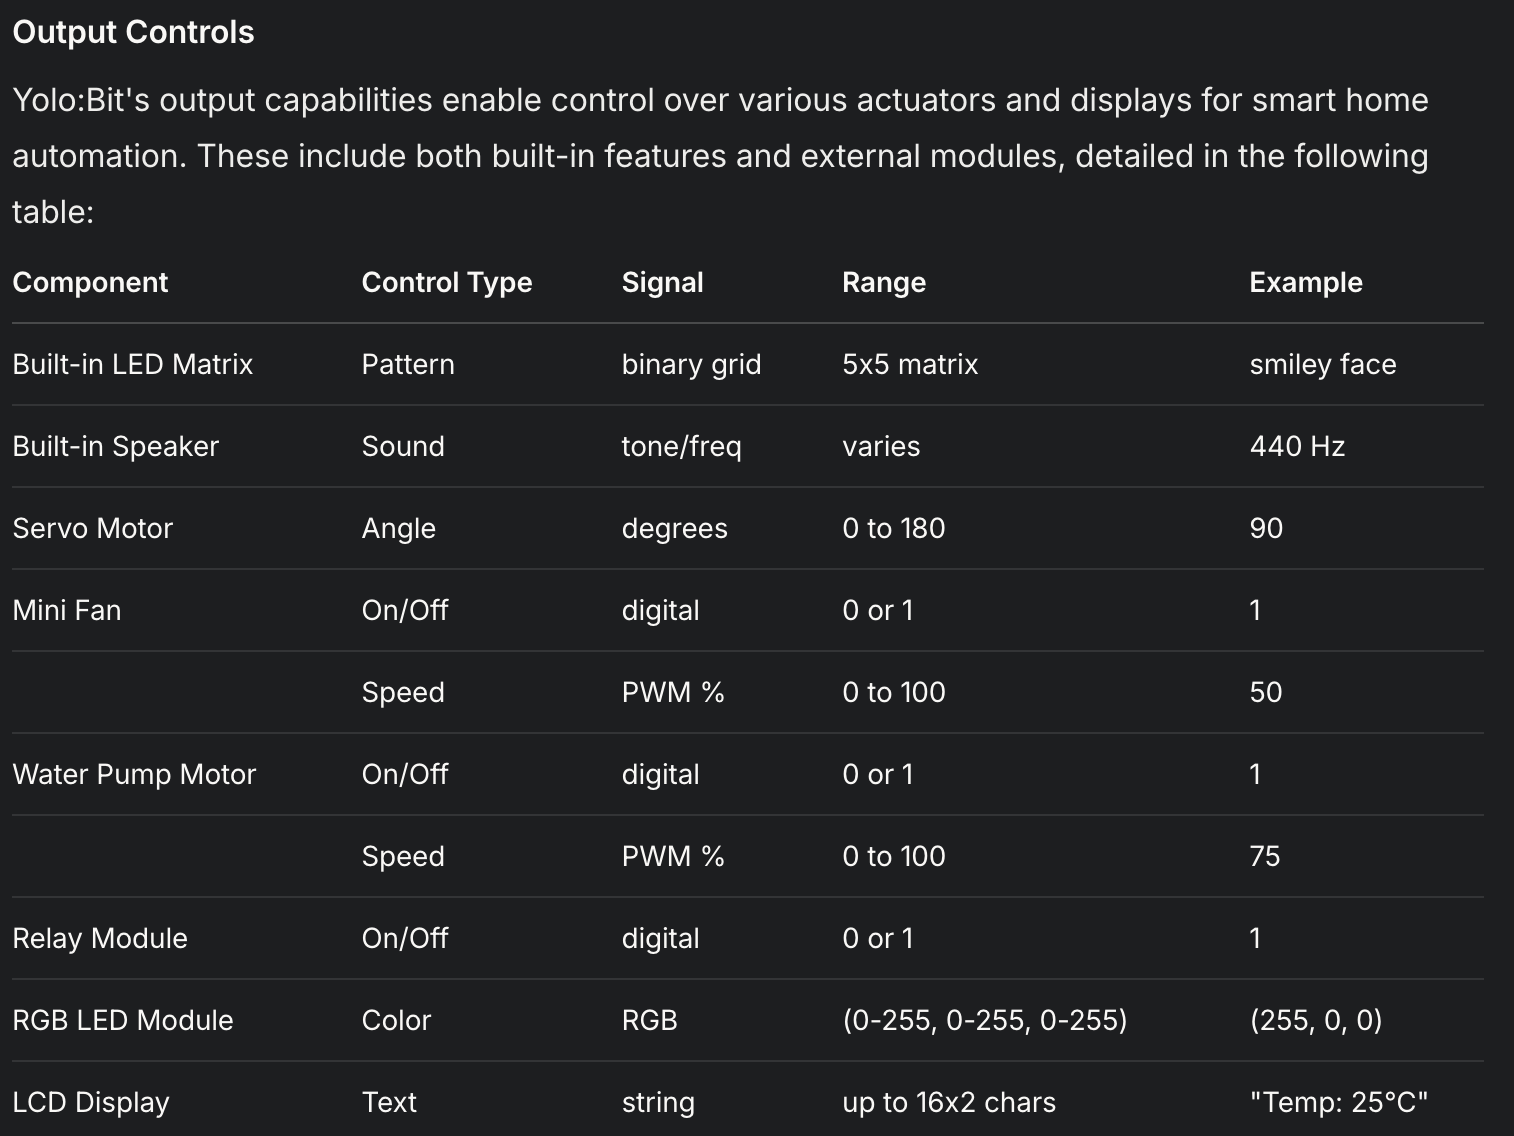 Output Controls
Yolo:Bit's output capabilities enable control over various actuators and displays for smart home
automation. These include both built-in features and external modules, detailed in the following
table:
Component Control Type Signal Range Example
Built-in LED Matrix Pattern binary grid 5x5 matrix smiley face
Built-in Speaker Sound tone/freq varies 440 Hz
Servo Motor Angle degrees 0 to 180 90
Mini Fan On/Off digital 0 or 1 1
Speed PWM % 0 to 100 50
Water Pump Motor On/Off digital 0 or 1 1
Speed PWM % 0 to 100 75
Relay Module On/Off digital 0 or 1 1
RGB LED Module Color RGB (0-255, 0-255, 0-255) (255, 0, 0)
LCD Display Text string up to 16x2 chars "Temp: 25°C"